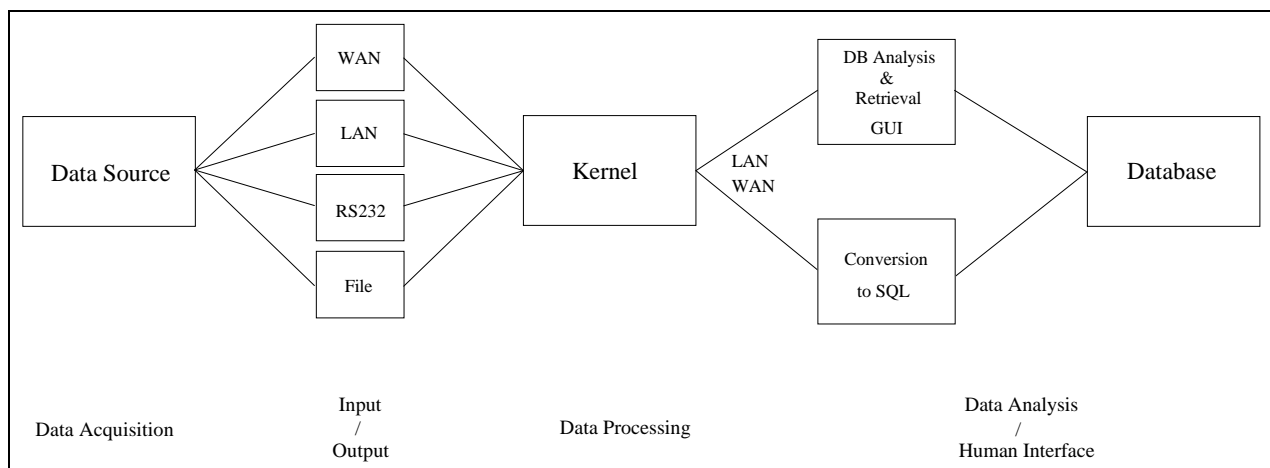 WAN
LAN
RS232
File
Data Source
Kernel
LAN
WAN
DB Analysis
&
Retrieval
GUI
Conversion
to SQL
Database
Data Acquisition
Input
/
Output
Data Processing
Data Analysis
/
Human Interface